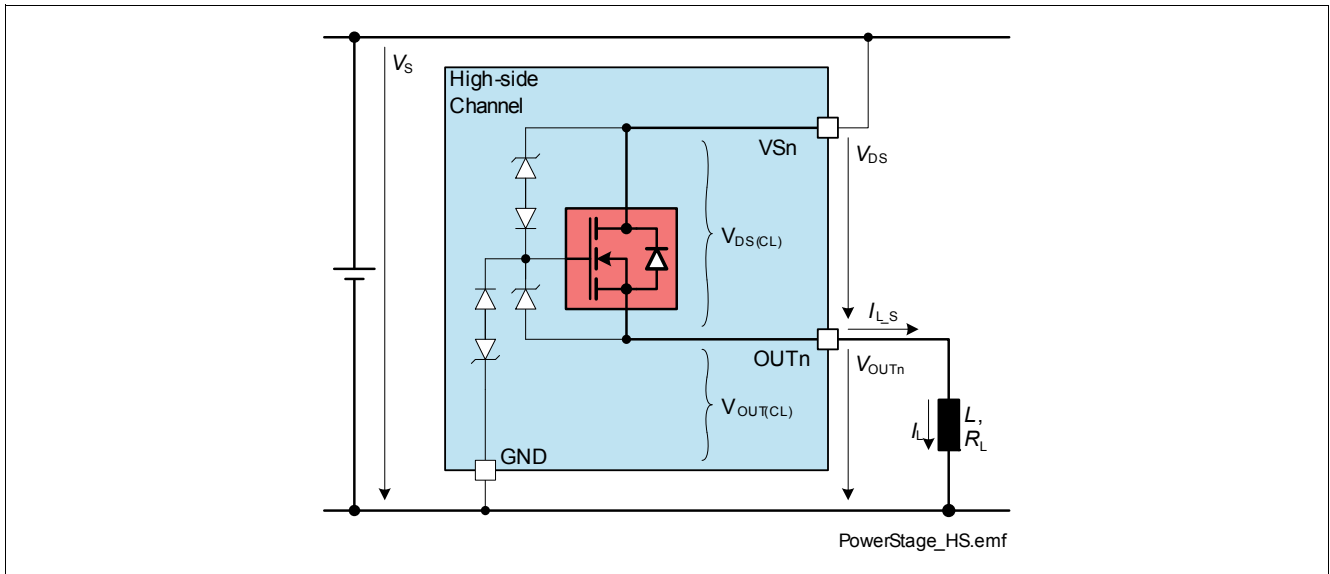 VS
High-side
Channel
VSn
VDS
VDS(CL)
IL_S
OUTn
VOUTn
VOUT(CL)
IL
L,
RL
GND
PowerStage_HS.emf